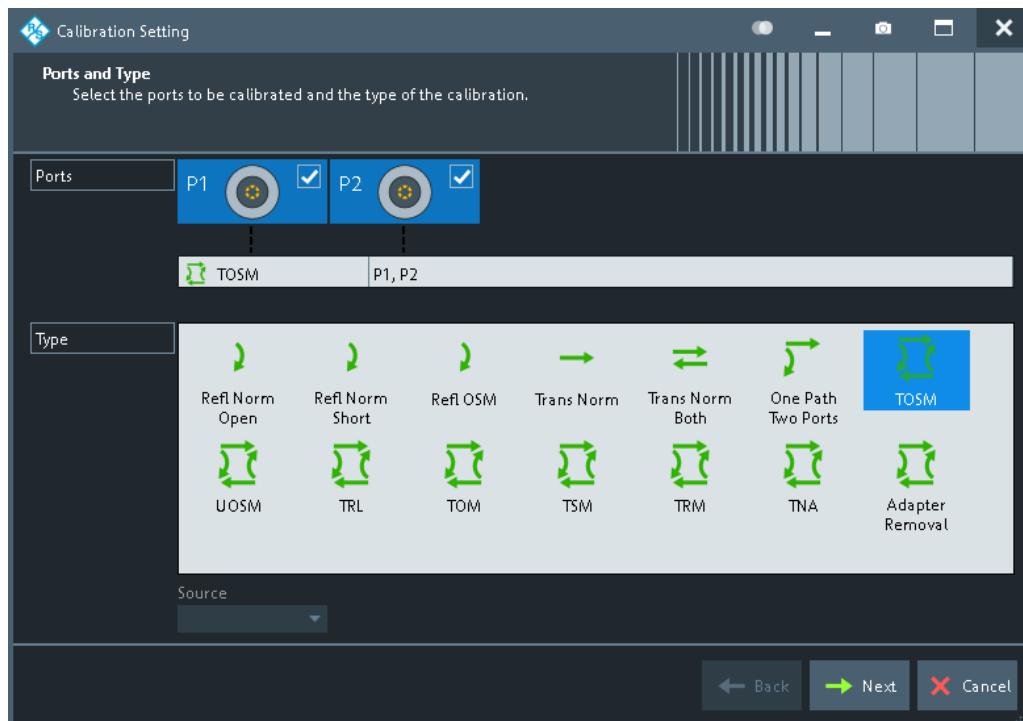 Calibration Setting
Ports and Type
Select the ports to be calibrated and the type of the calibration.
Ports
P1
P2
TOSM
P1, P2
Type
Refl Norm
Open
Refl Norm
Short
Refl OSM
Trans Norm
Trans Norm
Both
One Path
Two Ports
TOSM
UOSM
TRL
TOM
TSM
TRM
TNA
Adapter
Removal
Source
Back
Next
Cancel